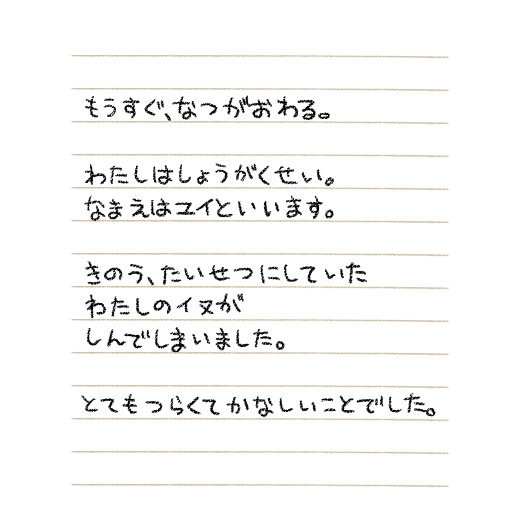 もうすぐ、なつがおわる。
わたしはしょうがくせい。
なまえはユイといいます。
きのう、たいせつにしていた
わたしのイヌが
しんでしまいました。
とてもつらくてかなしいことでした。